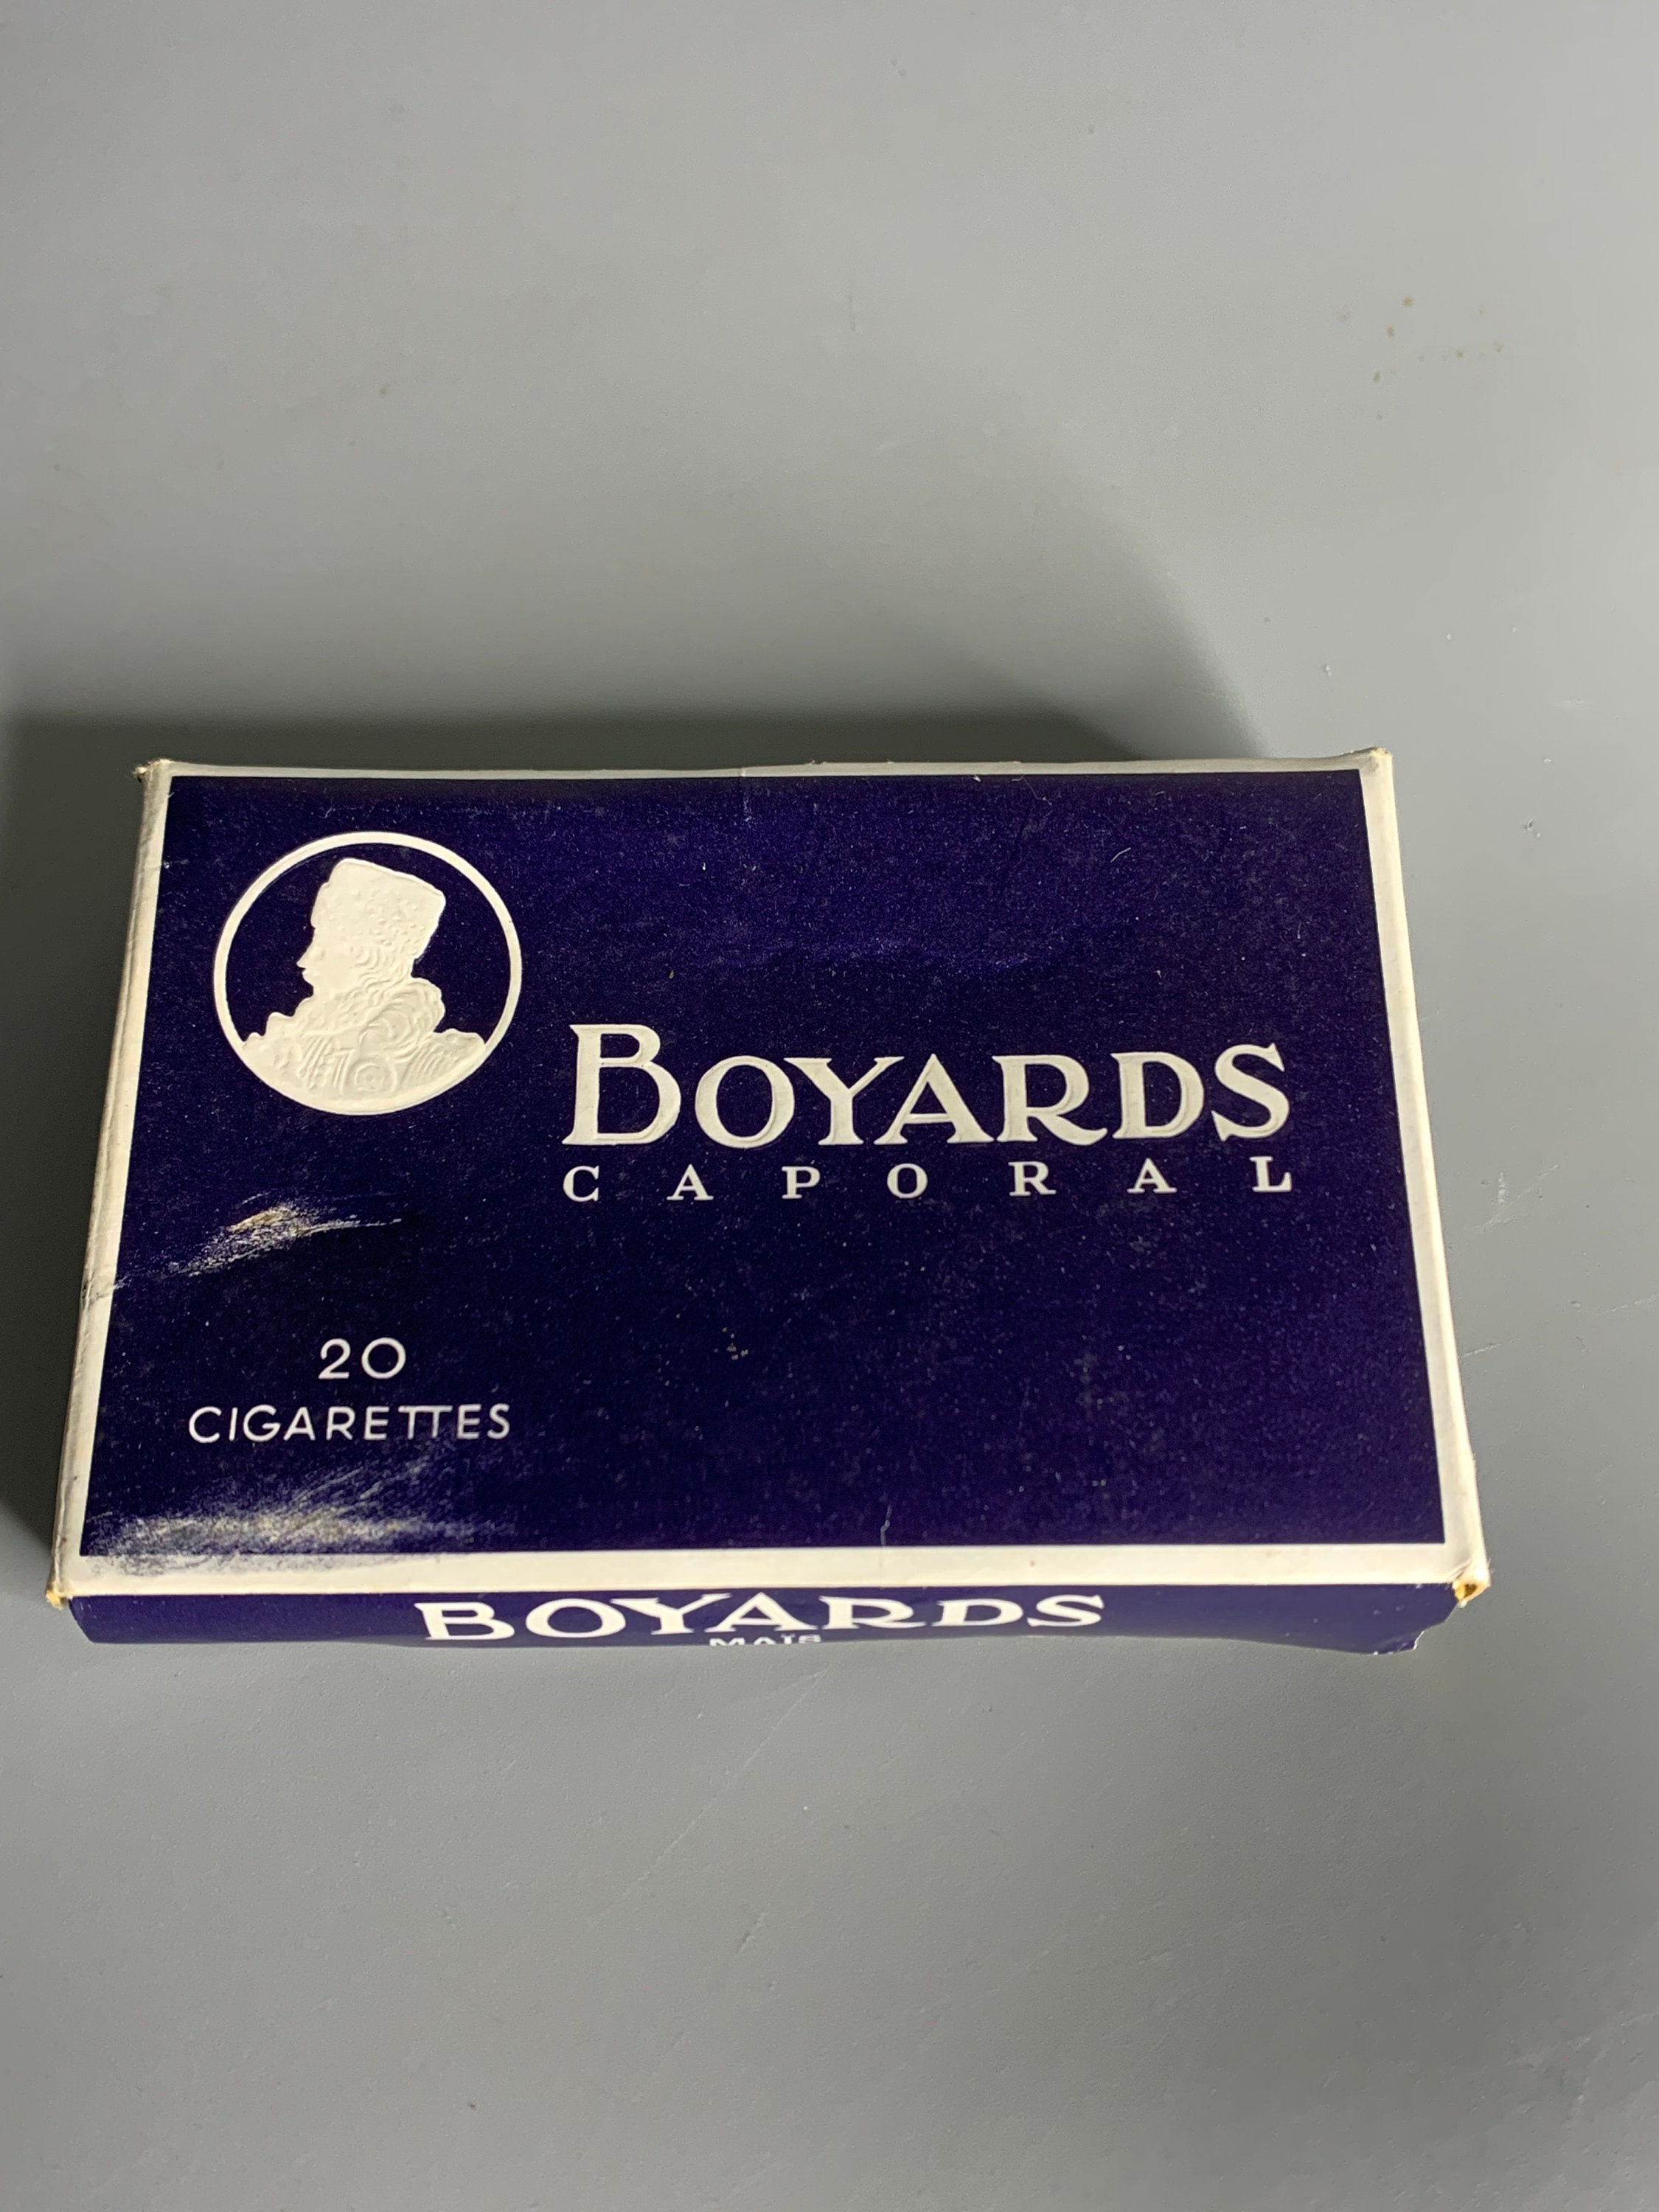 BOYARDS
CAPORAL
20
CIGARETTES
BOYARDS
MAÏS